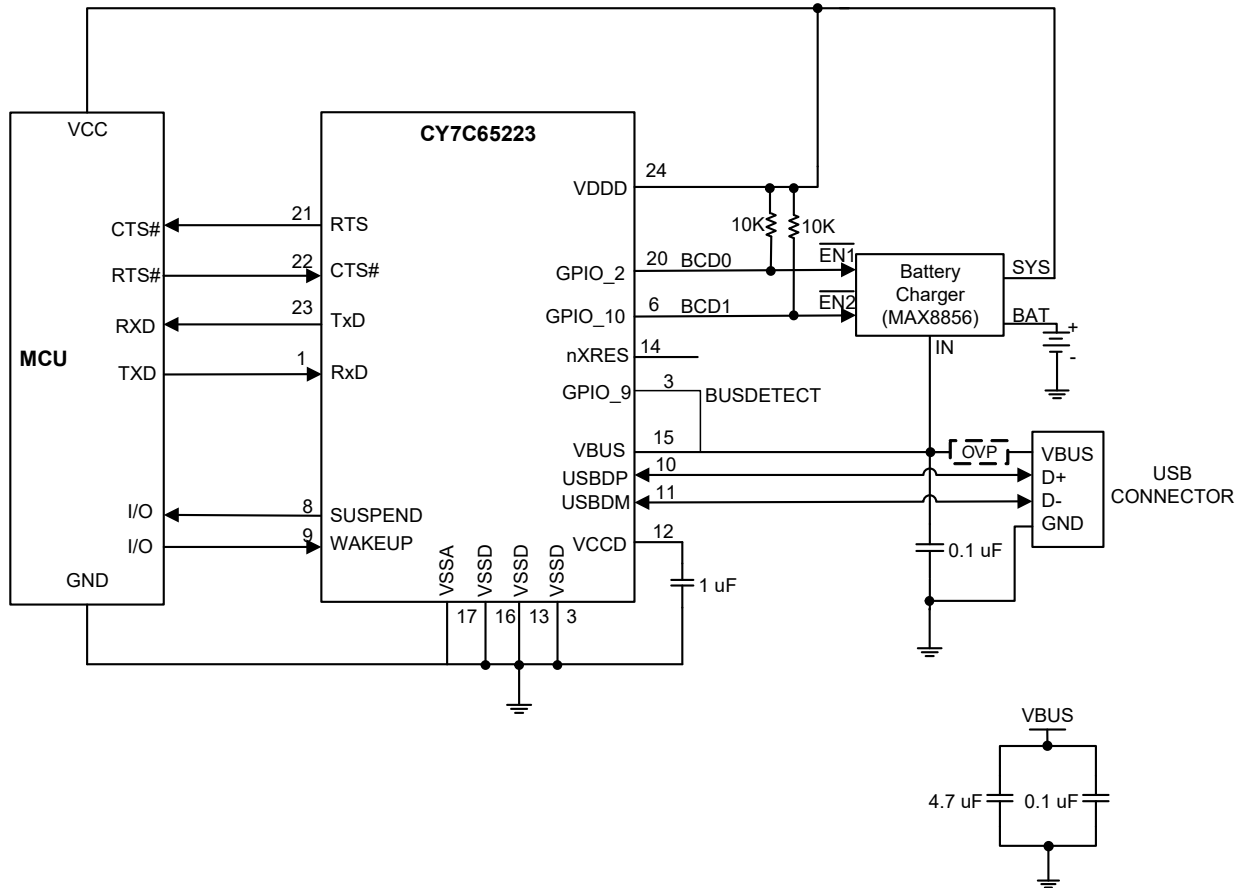 VCC
MCU
CTS#
RTS#
RXD
TXD
I/O
I/O
GND
21
22
23
1
8
9
CY7C65223
RTS
CTS#
TxD
RxD
SUSPEND
WAKEUP
VSSA
VSSD
VSSD
VSSD
17
16
13
3
VDDD
GPIO_2
GPIO_10
nXRES
GPIO_9
VBUS
USBDP
USBDM
VCCD
24
20
6
14
3
15
10
11
12
10K
10K
BCD0
BCD1
BUSDETECT
1 uF
EN1
EN2
Battery
Charger
(MAX8856)
SYS
BAT
+
-
IN
OVP
VBUS
D+
D-
GND
USB
CONNECTOR
0.1 uF
VBUS
4.7 uF
0.1 uF